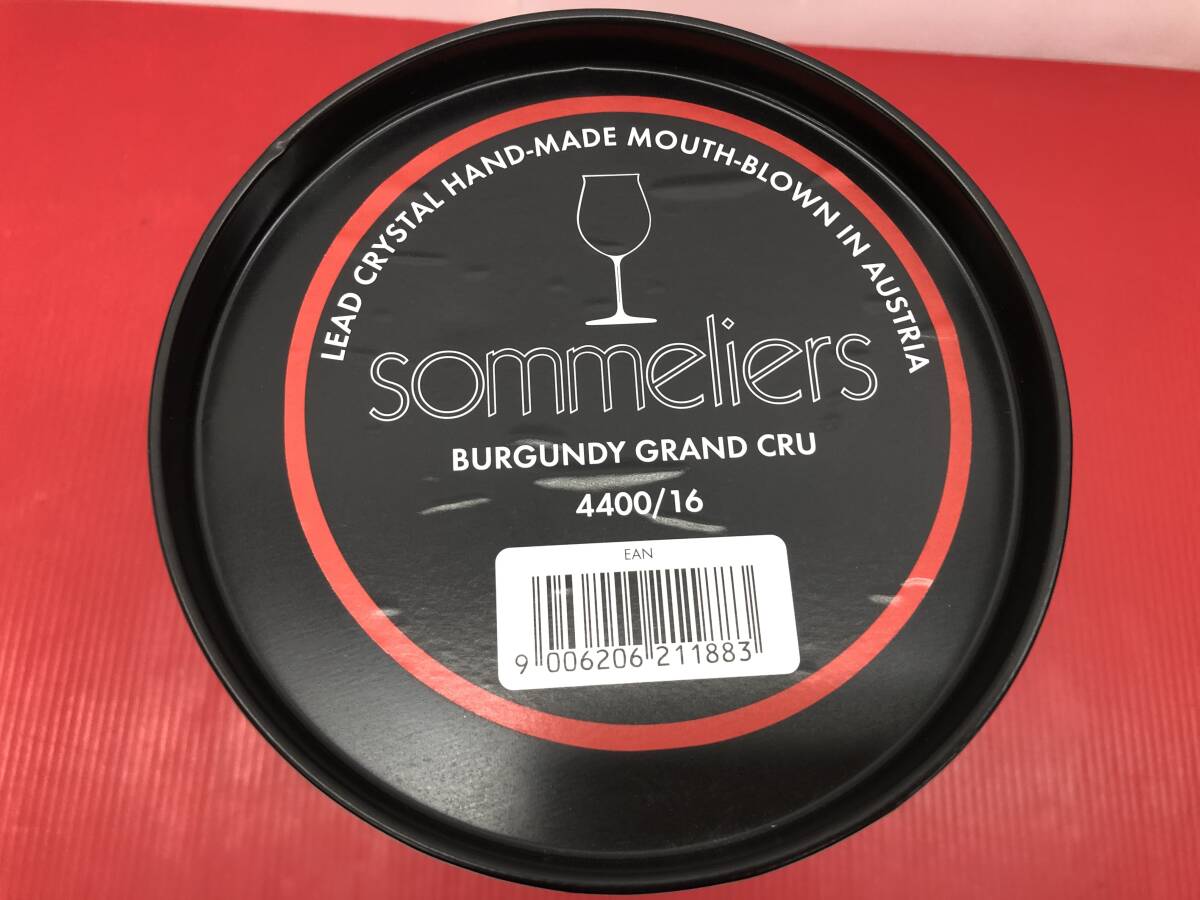 LEAD CRYSTAL HAND-MADE MOUTH-BLOWN IN AUSTRIA
sommeliers
BURGUNDY GRAND CRU
4400/16
EAN
9 006206 211883